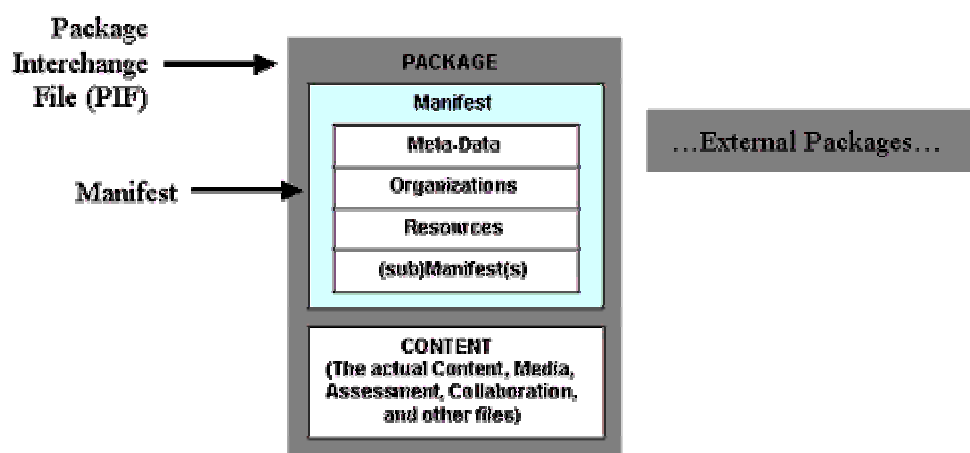 Package
Interchange
File (PIF)
Manifest
PACKAGE
Manifest
Meta-Data
Organizations
Resources
(sub)Manifest(s)
CONTENT
(The actual Content, Media,
Assessment, Collaboration,
and other files)
...External Packages...